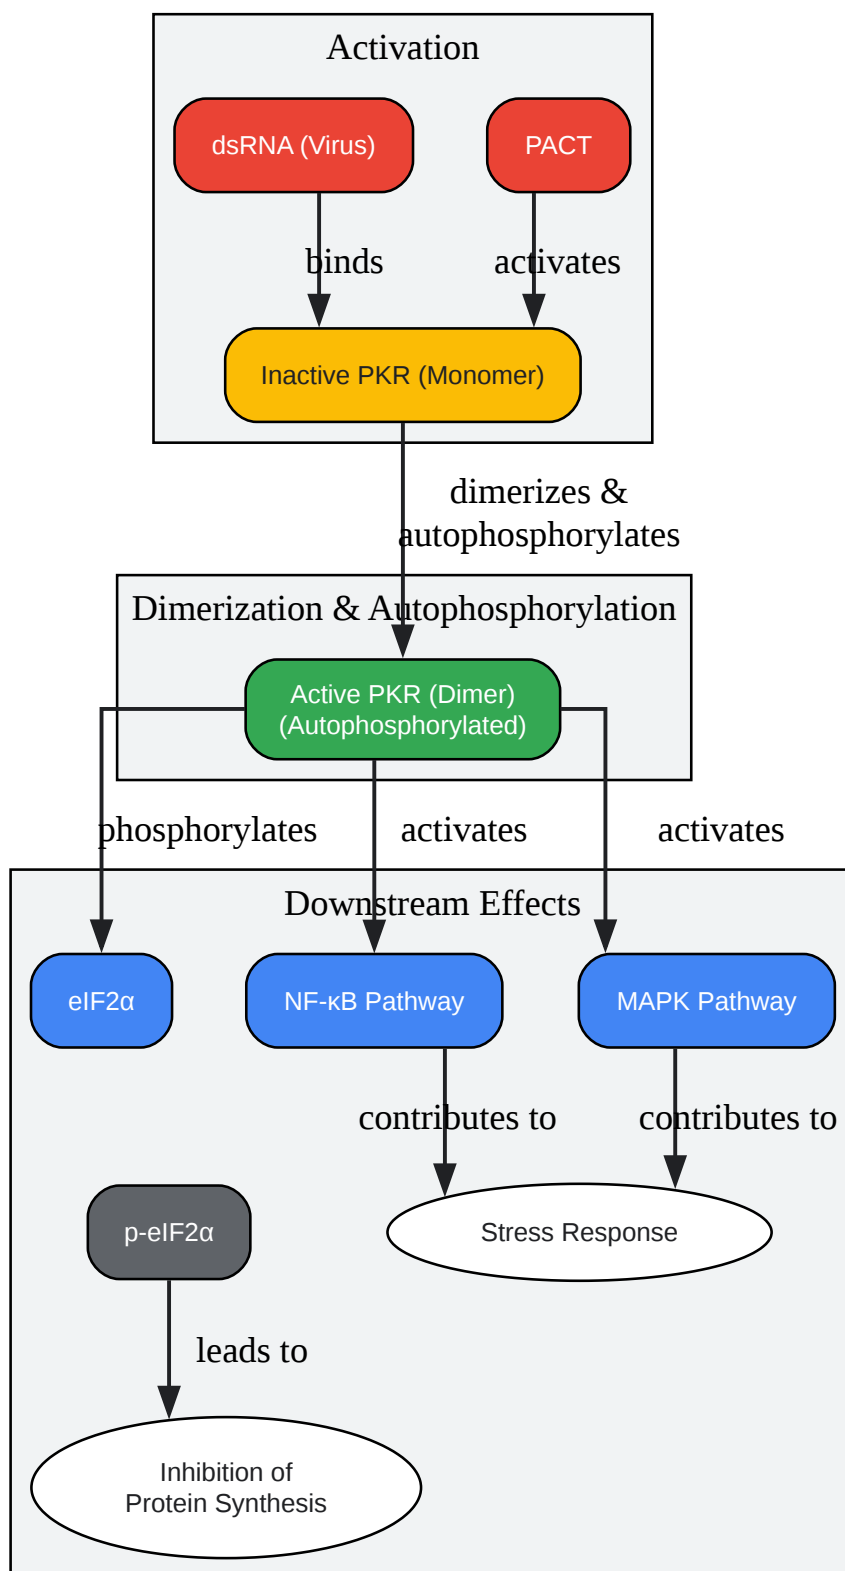 Activation
dsRNA (Virus)
PACT
binds
activates
Inactive PKR (Monomer)
dimerizes &
autophosphorylates
Dimerization & Autophosphorylation
Active PKR (Dimer)
(Autophosphorylated)
phosphorylates
activates
activates
Downstream Effects
eIF2α
NF-κB Pathway
MAPK Pathway
contributes to
contributes to
p-eIF2α
Stress Response
leads to
Inhibition of
Protein Synthesis